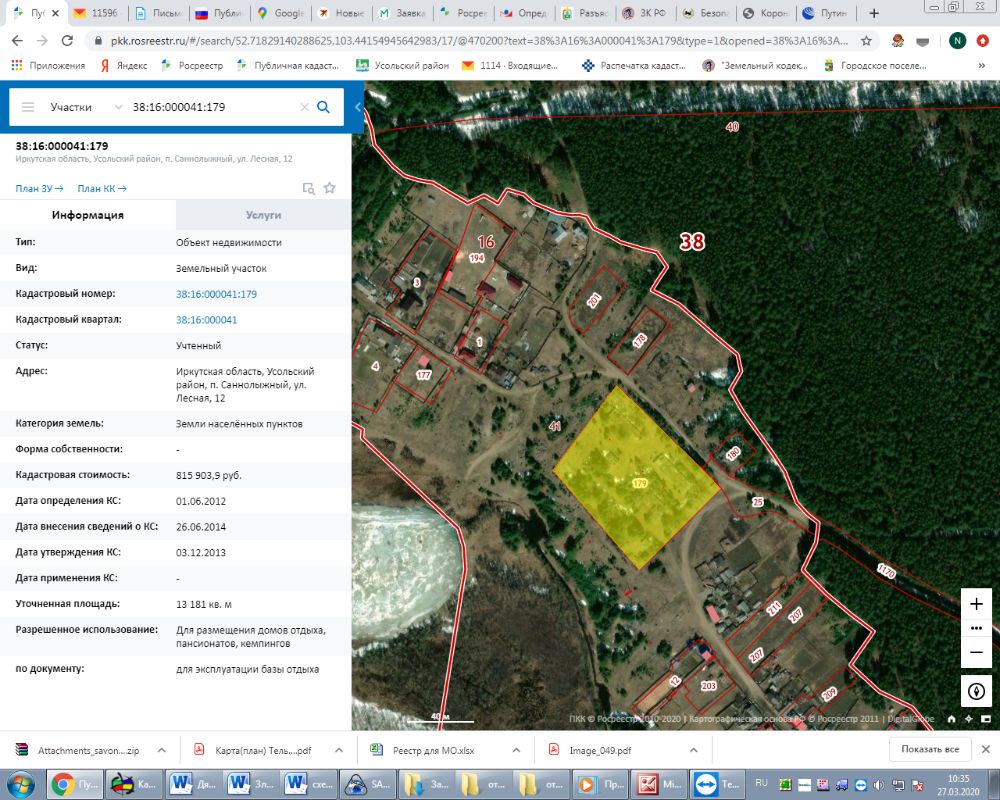 Пуб
11596
Письм
Публич
Google
Новые
Заявка
Росрее
Опред
Разъяс
ЗК РФ
Безопа
Корон
Путин
pkk.rosreestr.ru/#/search/52.71829140288625,103.44154945642983/17/@470200?text=38%3A16%3A000041%3A179&type=1&opened=38%3A16%3A...
N
Приложения
Яндекс
Росреестр
Публичная кадаст...
Усольский район
1114 · Входящие...
Распечатка кадаст...
"Земельный кодек...
Городское поселе...
»
Участки
38:16:000041:179
38:16:000041:179
Иркутская область, Усольский район, п. Саннолыжный, ул. Лесная, 12
План ЗУ →
План КК →
Информация
Услуги
Тип:
Объект недвижимости
Вид:
Земельный участок
Кадастровый номер:
38:16:000041:179
Кадастровый квартал:
38:16:000041
Статус:
Учтенный
Адрес:
Иркутская область, Усольский
район, п. Саннолыжный, ул.
Лесная, 12
Категория земель:
Земли населённых пунктов
Форма собственности:
-
Кадастровая стоимость:
815 903,9 руб.
Дата определения КС:
01.06.2012
Дата внесения сведений о КС:
26.06.2014
Дата утверждения КС:
03.12.2013
Дата применения КС:
-
Уточненная площадь:
13 181 кв. м
Разрешенное использование:
Для размещения домов отдыха,
пансионатов, кемпингов
по документу:
для эксплуатации базы отдыха
40
38
16
194
3
201
1
178
4
177
41
180
179
25
1170
211
207
207
12
203
209
40 м
ПКК © Росреестр 2010-2020 | Картографическая основа РФ © Росреестр 2011 | DigitalGlobe
Attachments_savon....zip
Карта(план) Тель....pdf
Реестр для МО.xlsx
Image_049.pdf
Показать все
Пу...
Ка...
Дя...
Зл...
схе...
SA...
За...
от...
от...
Пр...
Mi...
Те...
RU
10:35
27.03.2020